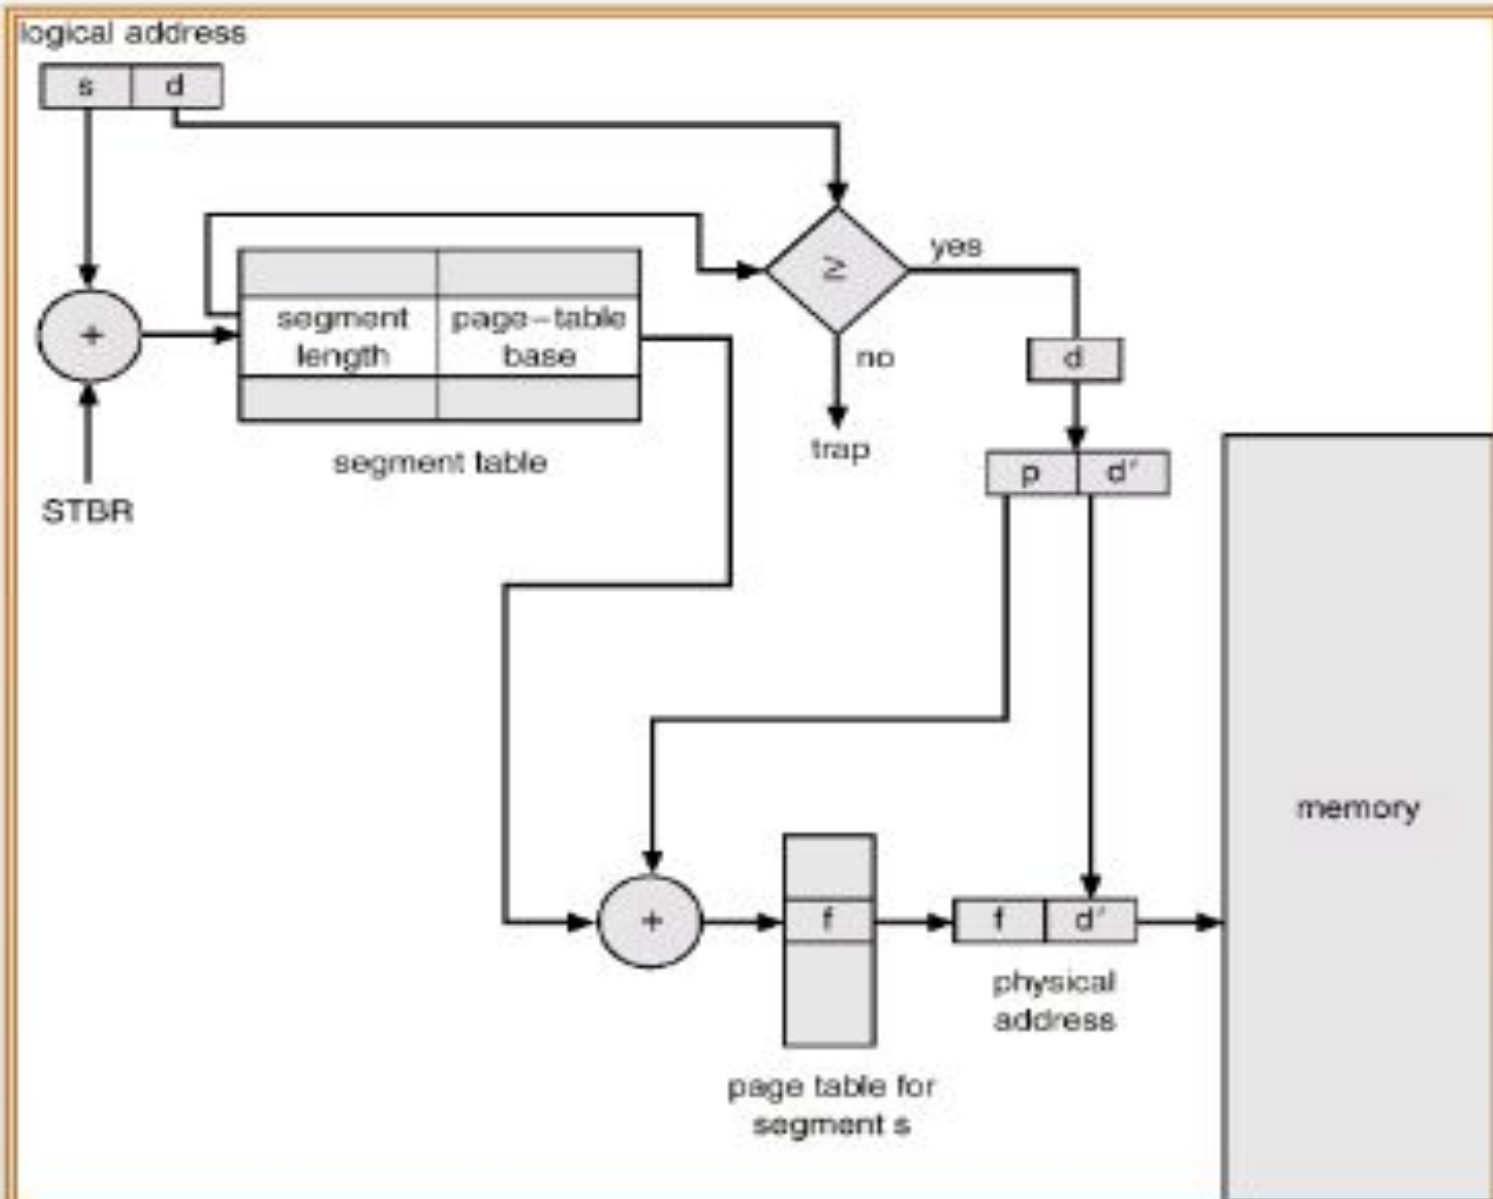 logical address
s d
≥
yes
segment length
page–table base
+
no
d
trap
segment table
p d′
STBR
memory
+
f
f d′
physical
address
page table for
segment s